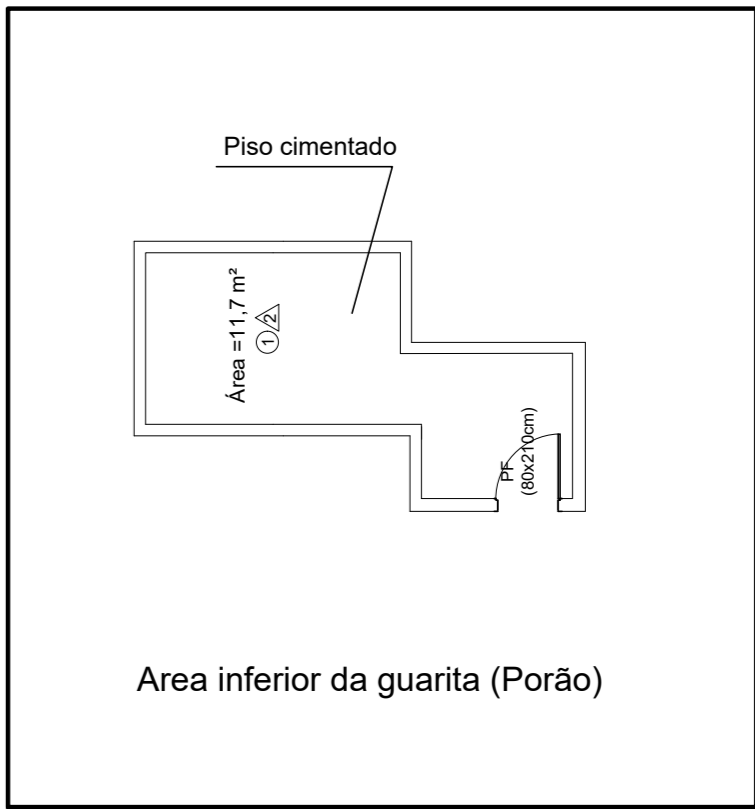 Piso cimentado
Área =11,7 m²
1 2
PF
(80x210cm)
Area inferior da guarita (Porão)